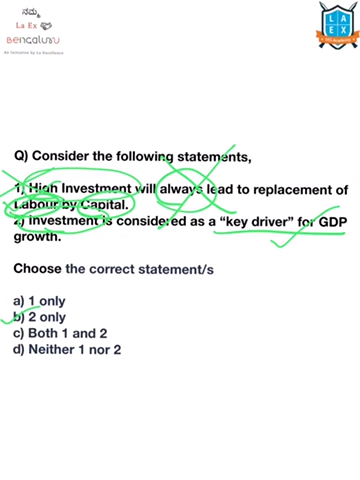 ನಮ್ಮ
La Ex
BENGALURU
An Initiative by La Excellence
LA
EX
Q) Consider the following statements,
1) High Investment will always lead to replacement of
Labour by Capital.
2) Investment is considered as a “key driver” for GDP
growth.
Choose the correct statement/s
a) 1 only
b) 2 only
c) Both 1 and 2
d) Neither 1 nor 2